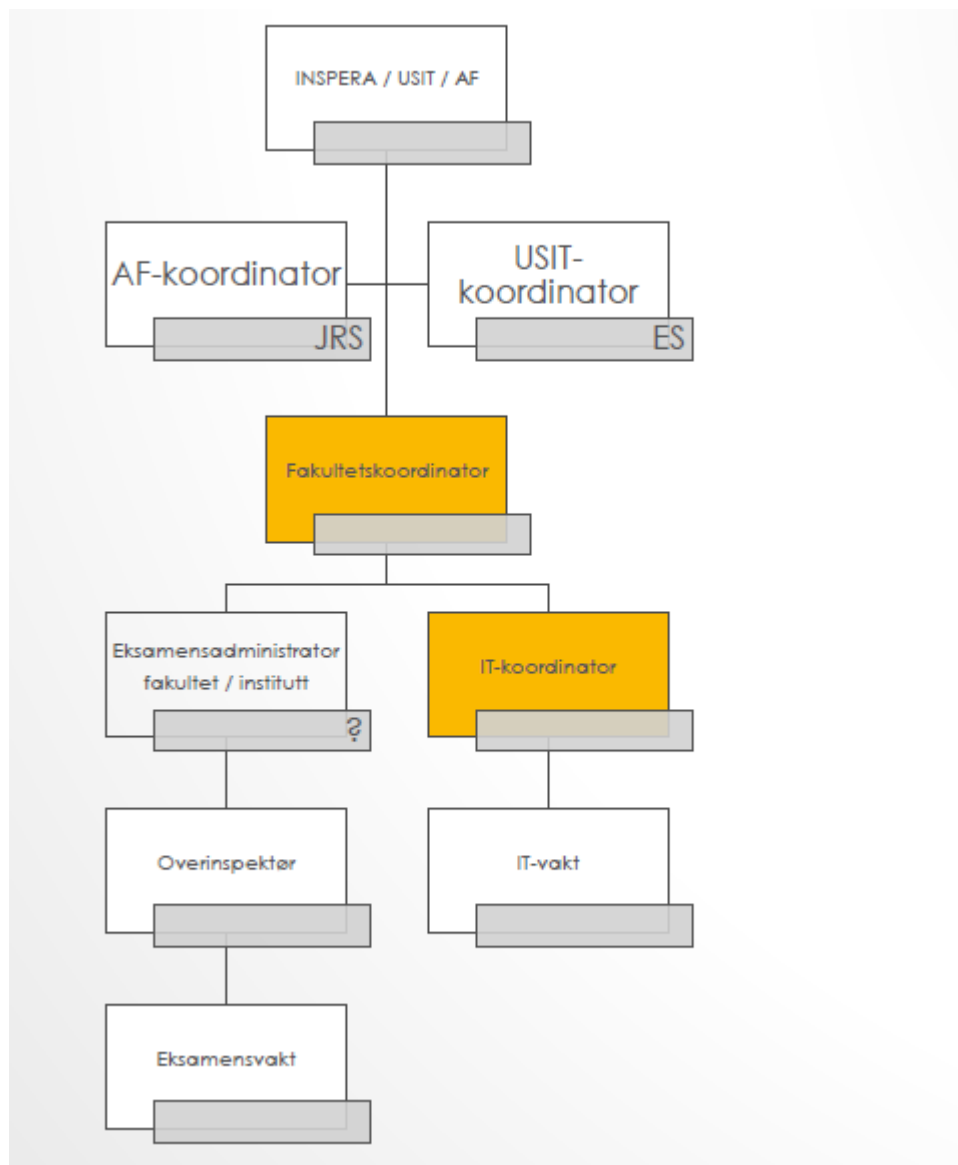 INSPERA / USIT / AF
AF-koordinator
JRS
USIT-
koordinator
ES
Fakultetskoordinator
Eksamensadministrator
fakultet / institutt
?
IT-koordinator
Overinspektør
IT-vakt
Eksamensvakt